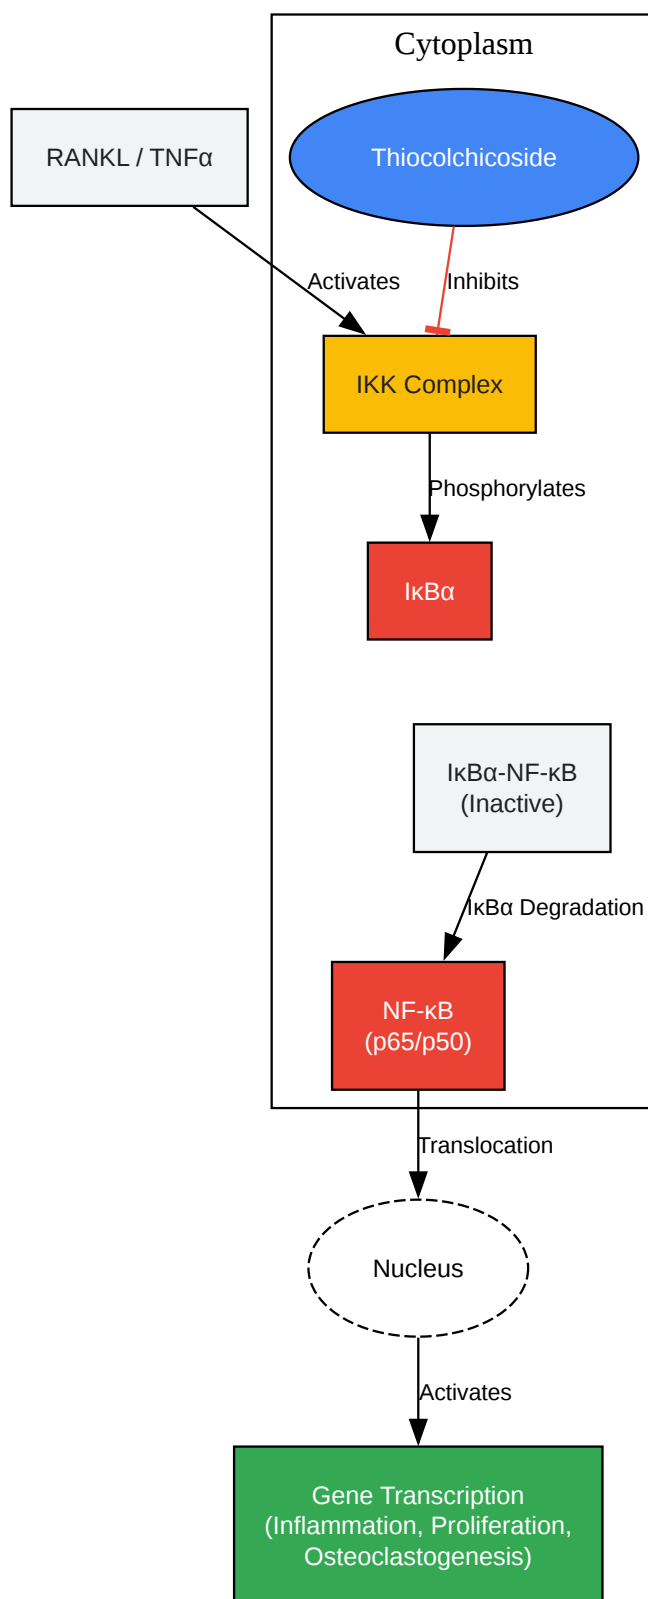 Cytoplasm
RANKL / TNFα
Thiocolchicoside
Activates
Inhibits
IKK Complex
Phosphorylates
IκBα
IκBα-NF-κB
(Inactive)
IκBα Degradation
NF-κB
(p65/p50)
Translocation
Nucleus
Activates
Gene Transcription
(Inflammation, Proliferation,
Osteoclastogenesis)